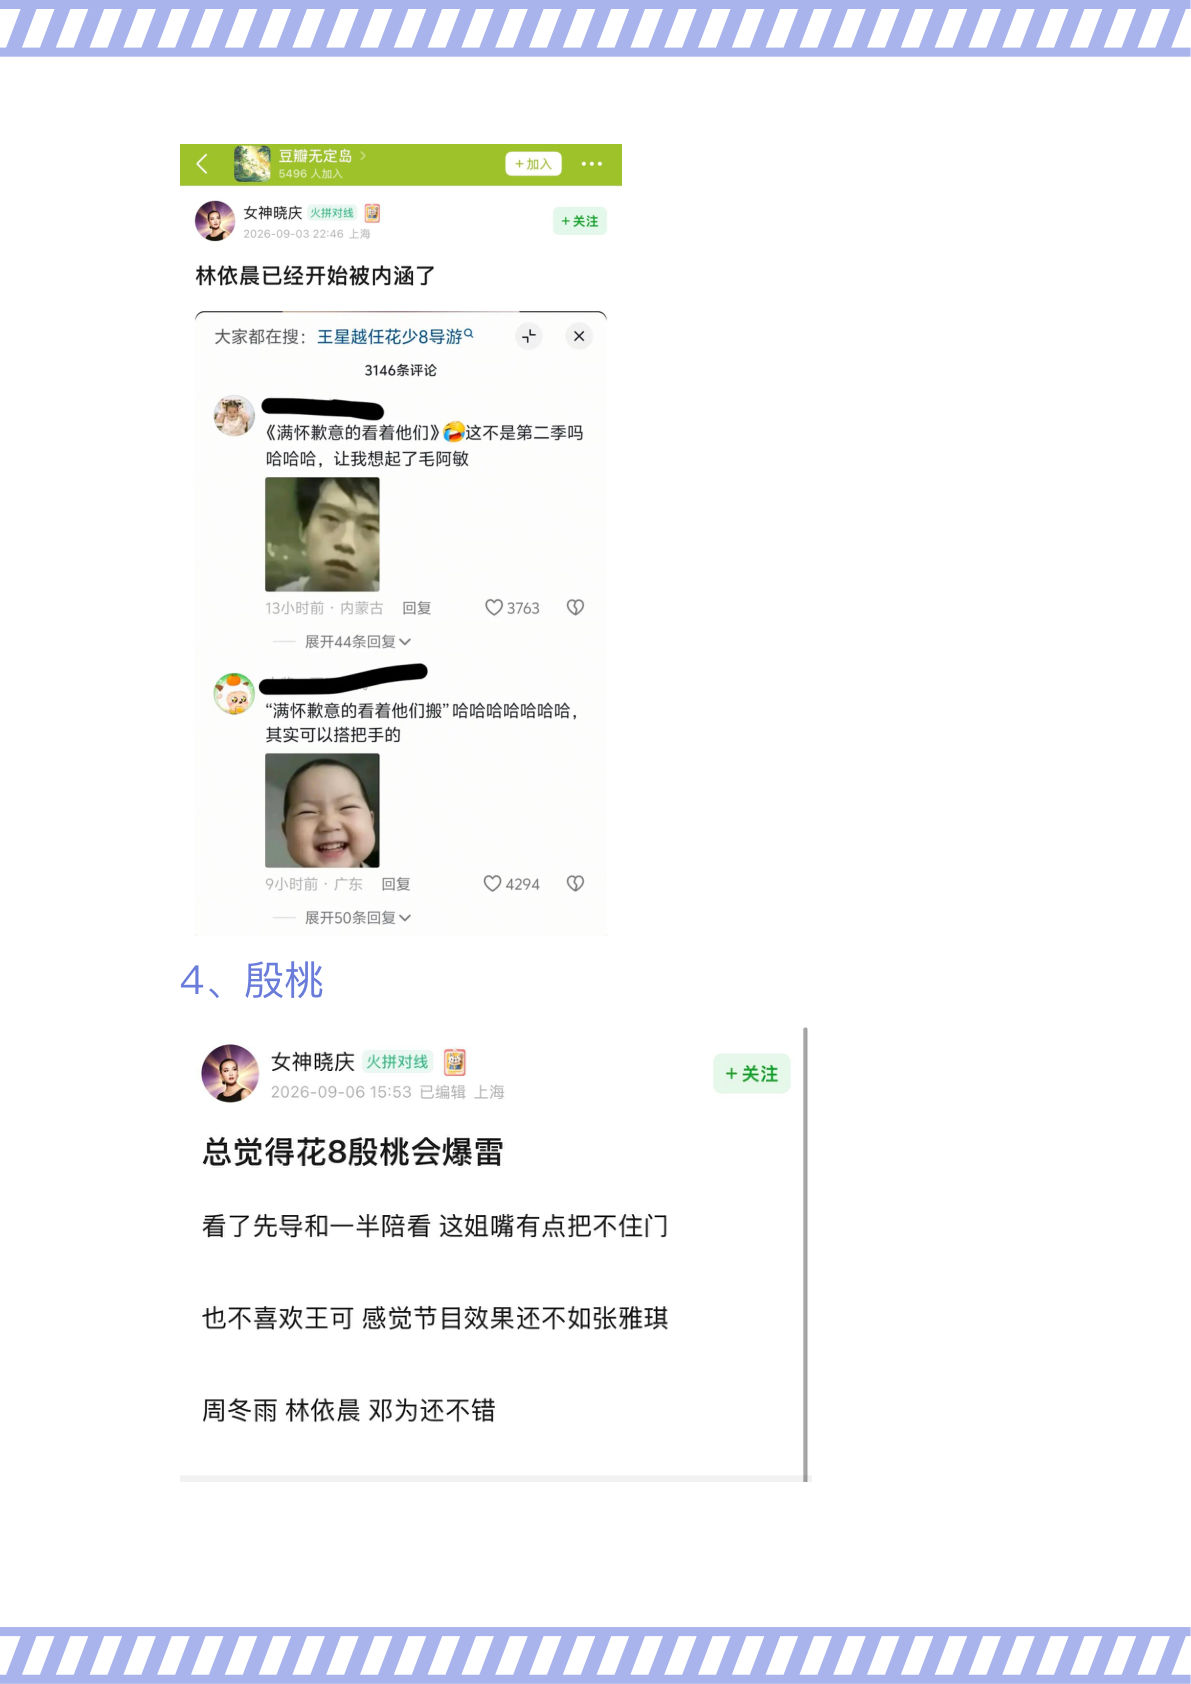 豆瓣无定岛
5496 人加入
+加入
女神晓庆 火拼对线
2026-09-03 22:46 上海
+关注
林依晨已经开始被内涵了
大家都在搜：王星越任花少8导游
3146条评论
《满怀歉意的看着他们》🤣这不是第二季吗
哈哈哈，让我想起了毛阿敏
13小时前 · 内蒙古 回复 3763
展开44条回复
“满怀歉意的看着他们搬”哈哈哈哈哈哈哈，
其实可以搭把手的
9小时前 · 广东 回复 4294
展开50条回复
4、殷桃
女神晓庆 火拼对线
2026-09-06 15:53 已编辑 上海
+关注
总觉得花8殷桃会爆雷
看了先导和一半陪看 这姐嘴有点把不住门
也不喜欢王可 感觉节目效果还不如张雅琪
周冬雨 林依晨 邓为还不错